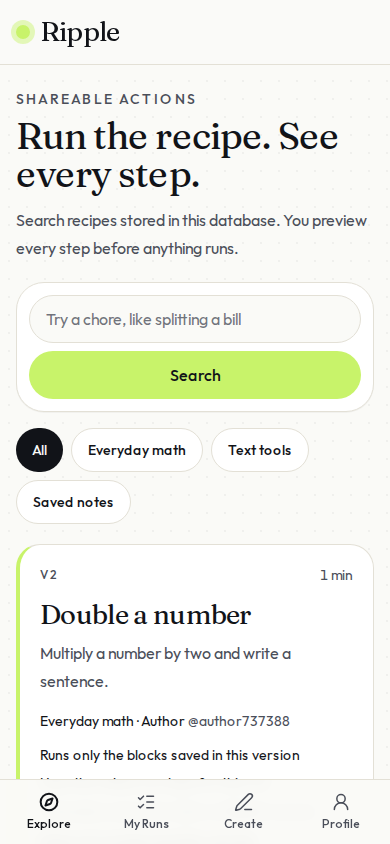 Ripple
SHAREABLE ACTIONS
Run the recipe. See
every step.
Search recipes stored in this database. You preview
every step before anything runs.
Try a chore, like splitting a bill
Search
All
Everyday math
Text tools
Saved notes
V2
1 min
Double a number
Multiply a number by two and write a
sentence.
Everyday math · Author @author737388
Runs only the blocks saved in this version
Explore
My Runs
Create
Profile